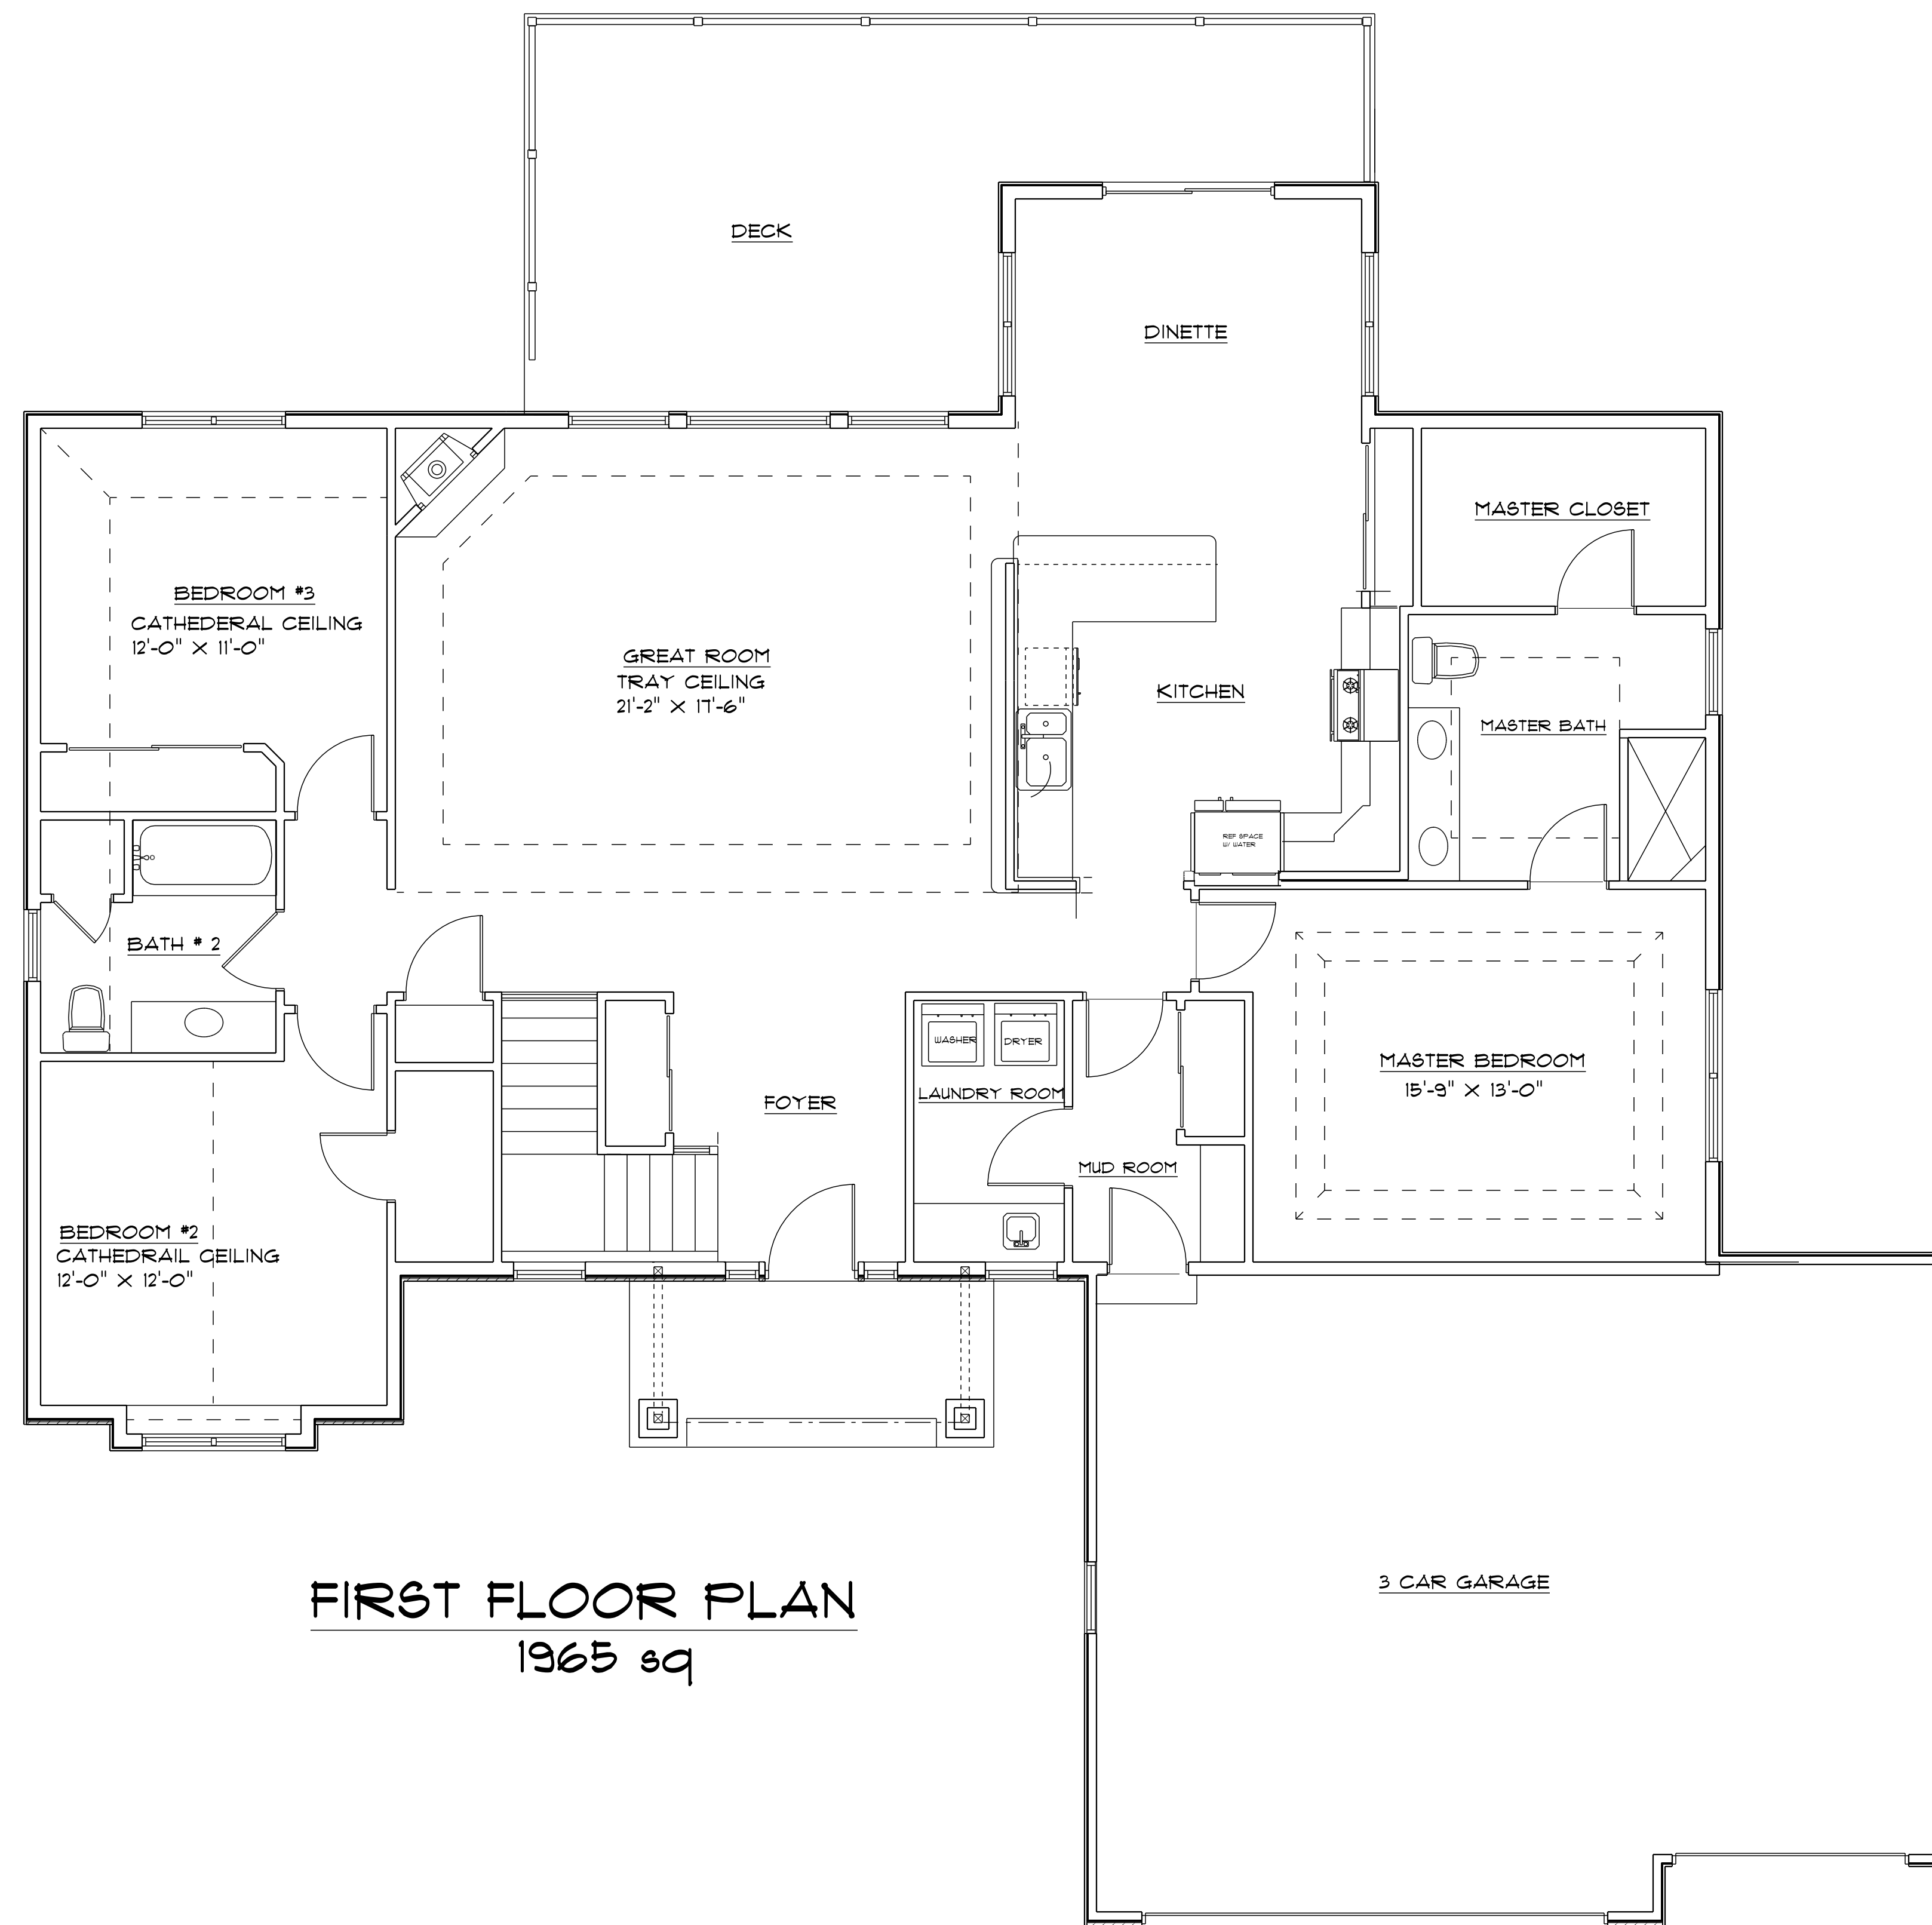 DECK
DINETTE
MASTER CLOSET
BEDROOM #3
CATHEDERAL CEILING
12'-0" X 11'-0"
GREAT ROOM
TRAY CEILING
21'-2" X 17'-6"
KITCHEN
MASTER BATH
REF SPACE
W/ WATER
BATH # 2
WASHER
DRYER
LAUNDRY ROOM
FOYER
MUD ROOM
MASTER BEDROOM
15'-9" X 13'-0"
BEDROOM #2
CATHEDRAIL CEILING
12'-0" X 12'-0"
3 CAR GARAGE
FIRST FLOOR PLAN
1965 sq